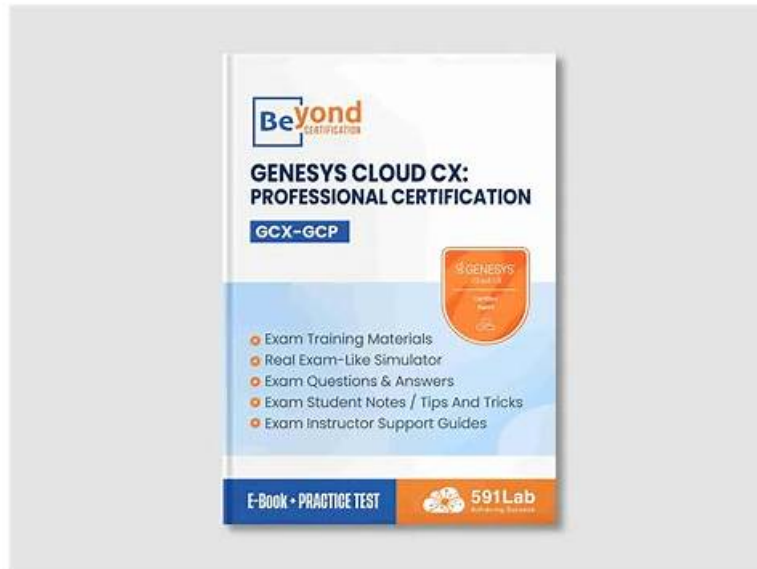 Beyond
CERTIFICATION
GENESYS CLOUD CX:
PROFESSIONAL CERTIFICATION
GCX-GCP
GENESYS
Exam Training Materials
Real Exam-Like Simulator
Exam Questions & Answers
Exam Student Notes / Tips And Tricks
Exam Instructor Support Guides
E-Book + PRACTICE TEST
591Lab